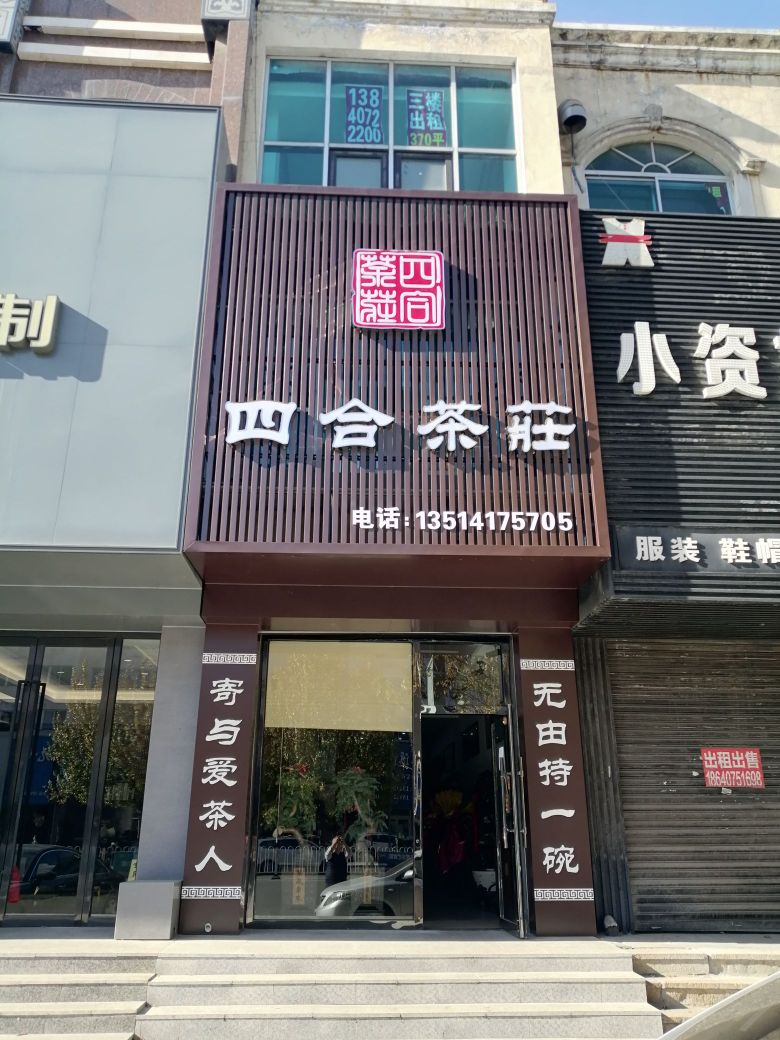 138
4072
2200
三楼
出租
370平
四合
茶莊
四合茶莊
电话：13514175705
制
小资
服装 鞋帽
无由持一碗
寄与爱茶人
出租出售
18640751698